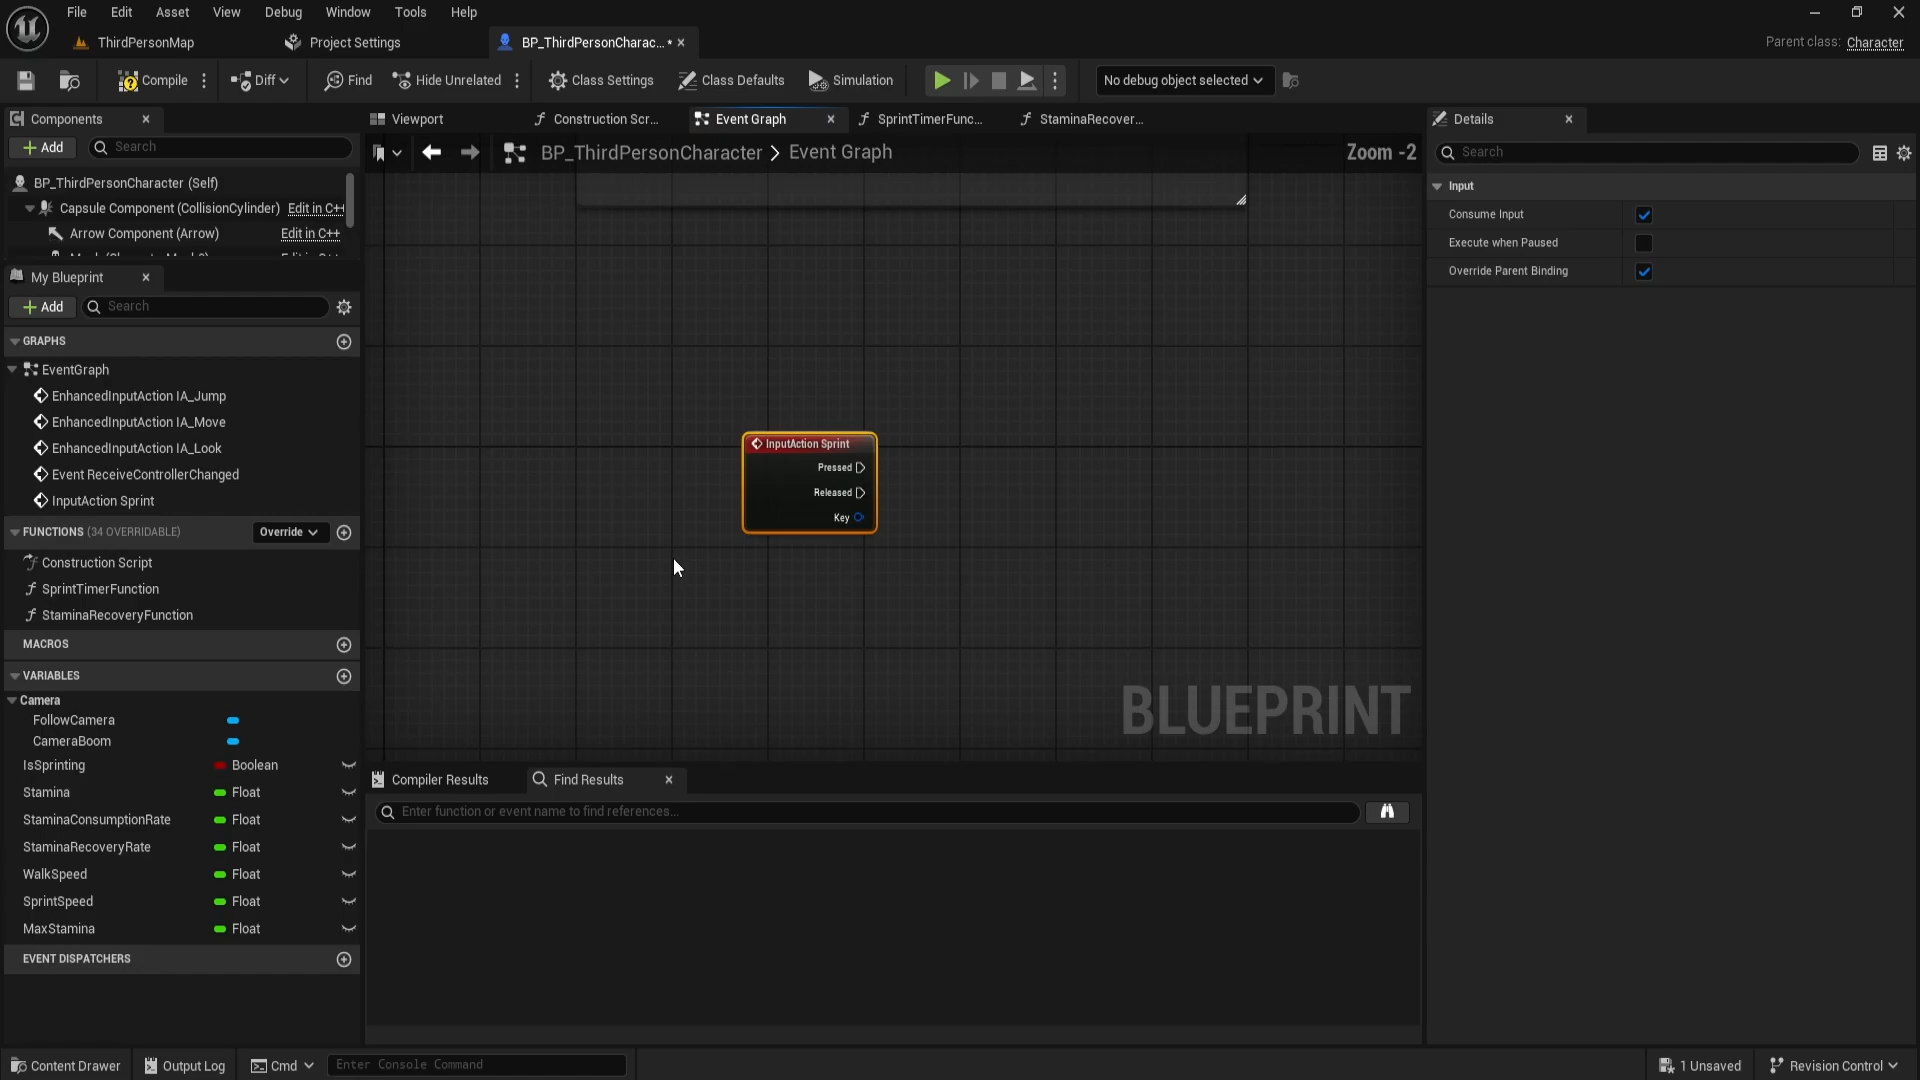 File Edit Asset View Debug Window Tools Help
ThirdPersonMap Project Settings BP_ThirdPersonCharac... •
Parent class: Character
Compile Diff Find Hide Unrelated Class Settings Class Defaults Simulation No debug object selected
Components
Add Search
BP_ThirdPersonCharacter (Self)
Capsule Component (CollisionCylinder) Edit in C++
Arrow Component (Arrow) Edit in C++
My Blueprint
Add Search
GRAPHS
EventGraph
EnhancedInputAction IA_Jump
EnhancedInputAction IA_Move
EnhancedInputAction IA_Look
Event ReceiveControllerChanged
InputAction Sprint
FUNCTIONS (34 OVERRIDABLE) Override
Construction Script
SprintTimerFunction
StaminaRecoveryFunction
MACROS
VARIABLES
Camera
FollowCamera
CameraBoom
IsSprinting Boolean
Stamina Float
StaminaConsumptionRate Float
StaminaRecoveryRate Float
WalkSpeed Float
SprintSpeed Float
MaxStamina Float
EVENT DISPATCHERS
Viewport Construction Scr... Event Graph SprintTimerFunc... StaminaRecover...
BP_ThirdPersonCharacter > Event Graph Zoom -2
InputAction Sprint
Pressed
Released
Key
BLUEPRINT
Compiler Results Find Results
Enter function or event name to find references...
Details
Search
Input
Consume Input
Execute when Paused
Override Parent Binding
Content Drawer Output Log Cmd Enter Console Command 1 Unsaved Revision Control